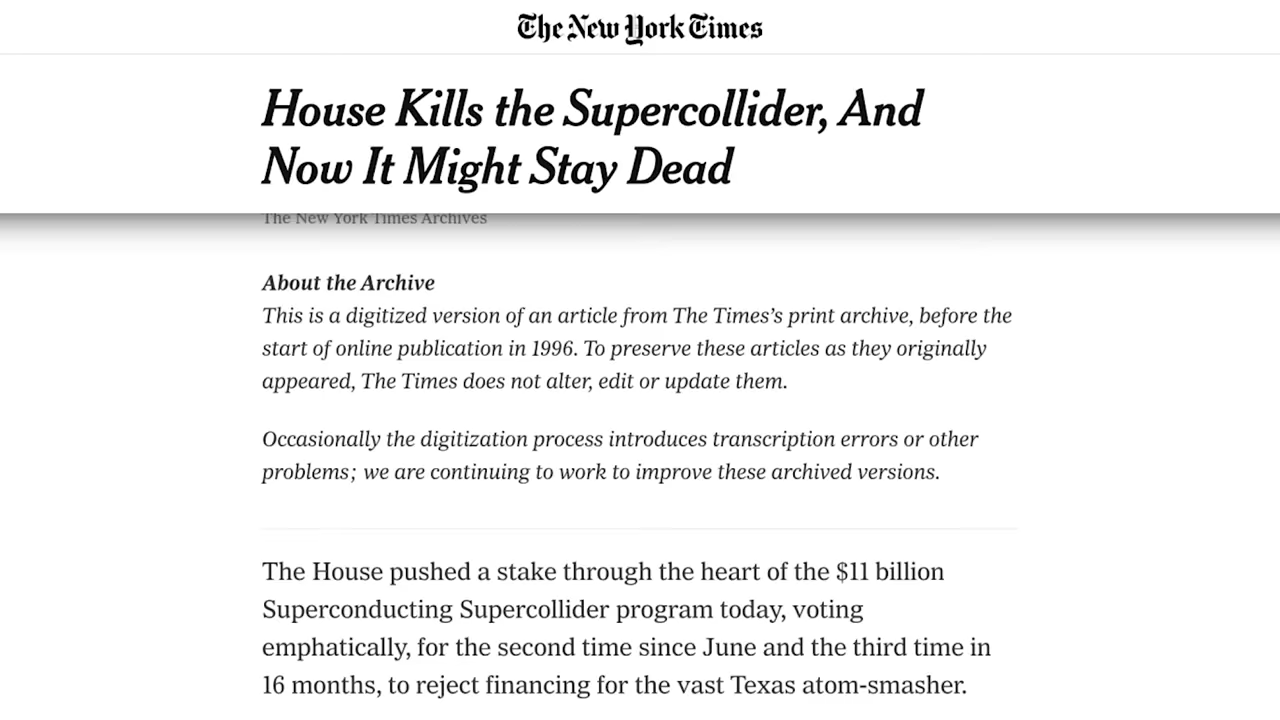 The New York Times
House Kills the Supercollider, And
Now It Might Stay Dead
The New York Times Archives
About the Archive
This is a digitized version of an article from The Times’s print archive, before the
start of online publication in 1996. To preserve these articles as they originally
appeared, The Times does not alter, edit or update them.
Occasionally the digitization process introduces transcription errors or other
problems; we are continuing to work to improve these archived versions.
The House pushed a stake through the heart of the $11 billion
Superconducting Supercollider program today, voting
emphatically, for the second time since June and the third time in
16 months, to reject financing for the vast Texas atom-smasher.